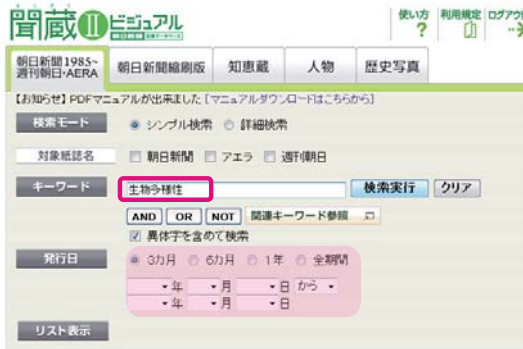 聞蔵Ⅱビジュアル
使い方 利用規定 ログアウ
?
朝日新聞1985~
週刊朝日・AERA
朝日新聞縮刷版 知恵蔵 人物 歴史写真
【お知らせ】PDFマニュアルが出来ました [マニュアルダウンロードはこちらから]
検索モード シンプル検索 詳細検索
対象紙誌名 朝日新聞 アエラ 週刊朝日
キーワード 生物多様性 検索実行 クリア
AND OR NOT 関連キーワード参照
異体字を含めて検索
発行日 3カ月 6カ月 1年 全期間
年 月 日 から
年 月 日
リスト表示